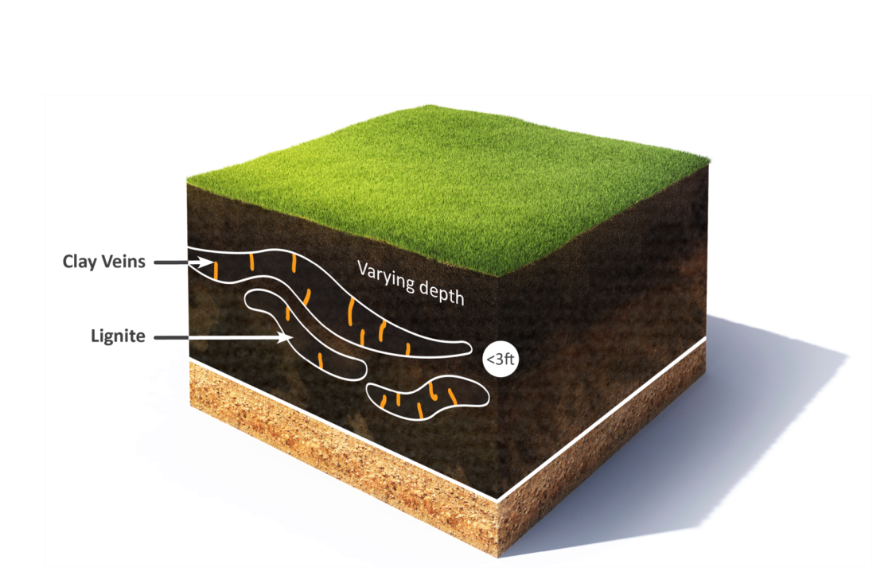 Clay Veins
Varying depth
Lignite
<3ft